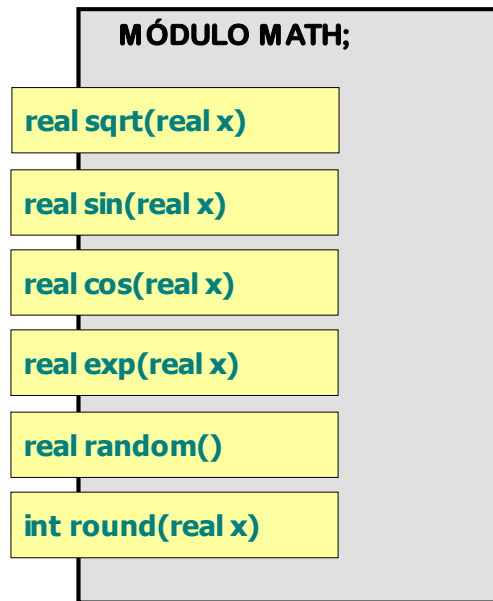 MÓDULO MATH;
real sqrt(real x)
real sin(real x)
real cos(real x)
real exp(real x)
real random()
int round(real x)